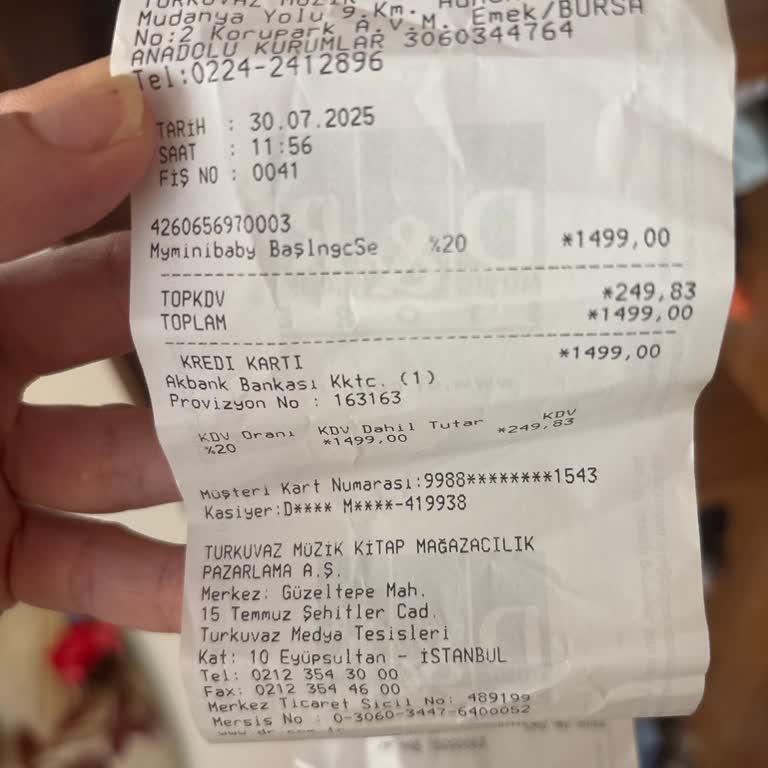 Mudanya Yolu 9.Km.
No:2 Korupark A.V.M. Emek/BURSA
ANADOLU KURUMLAR 3060344764
Tel:0224-2412896
TARİH : 30.07.2025
SAAT : 11:56
FİŞ NO : 0041
4260656970003
Myminibaby BaşlngcSe %20 *1499,00
TOPKDV *249,83
TOPLAM *1499,00
KREDI KARTI *1499,00
Akbank Bankası Kktc. (1)
Provizyon No : 163163
KDV Oranı KDV Dahil Tutar KDV
%20 *1499,00 *249,83
Müşteri Kart Numarası:9988********1543
Kasiyer:D**** M****-419938
TURKUVAZ MÜZİK KİTAP MAĞAZACILIK
PAZARLAMA A.Ş.
Merkez: Güzeltepe Mah.
15 Temmuz Şehitler Cad.
Turkuvaz Medya Tesisleri
Kat: 10 Eyüpsultan - İSTANBUL
Tel: 0212 354 30 00
Fax: 0212 354 46 00
Merkez Ticaret Sicil No: 489199
Mersis No : 0-3060-3447-6400052